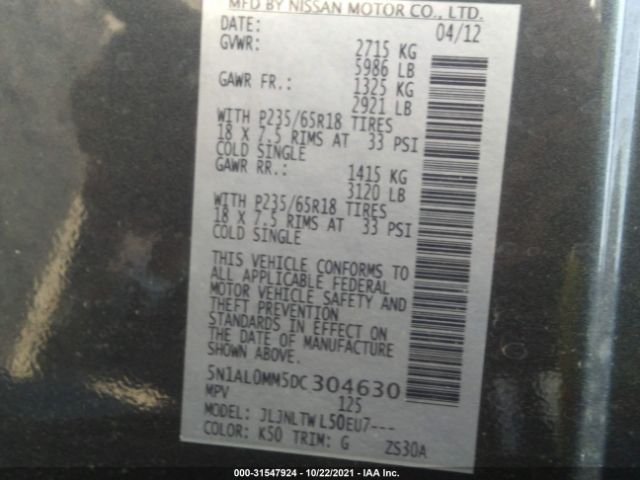 MFD BY NISSAN MOTOR CO., LTD.
DATE: 04/12
GVWR: 2715 KG
5986 LB
GAWR FR.: 1325 KG
2921 LB
WITH P235/65R18 TIRES
18 X 7.5 RIMS AT 33 PSI
COLD SINGLE
GAWR RR.: 1415 KG
3120 LB
WITH P235/65R18 TIRES
18 X 7.5 RIMS AT 33 PSI
COLD SINGLE
THIS VEHICLE CONFORMS TO
ALL APPLICABLE FEDERAL
MOTOR VEHICLE SAFETY AND
THEFT PREVENTION
STANDARDS IN EFFECT ON
THE DATE OF MANUFACTURE
SHOWN ABOVE.
5N1AL0MM5DC304630
MPV 125
MODEL: JLJNLTWL50EU7---
COLOR: K50 TRIM: G ZS30A
000-31547924 - 10/22/2021 - IAA Inc.